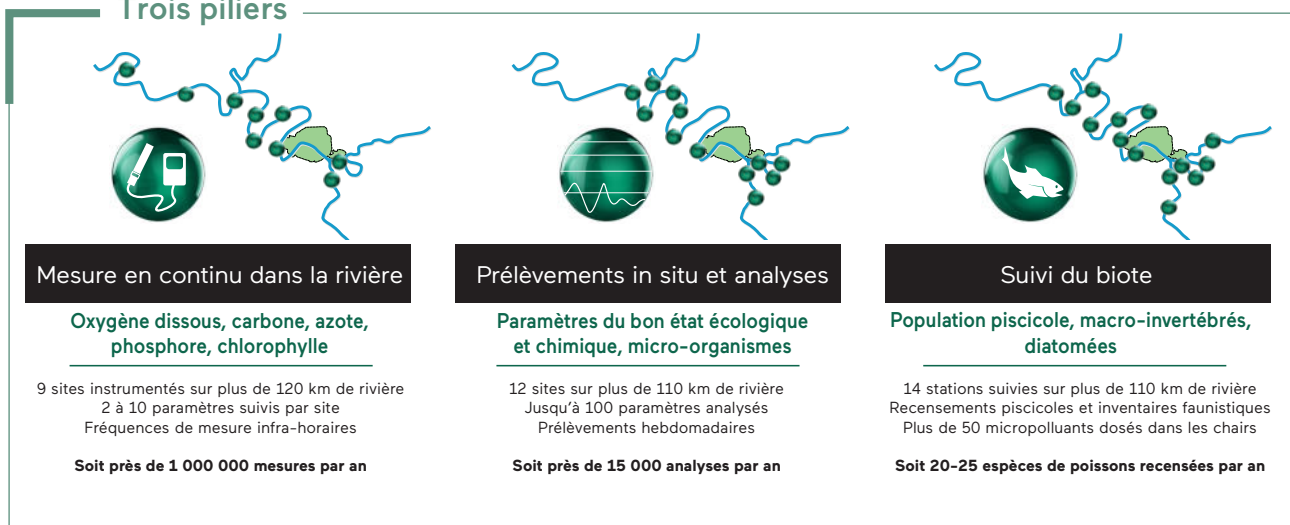 Trois piliers
Mesure en continu dans la rivière
Oxygène dissous, carbone, azote,
phosphore, chlorophylle
9 sites instrumentés sur plus de 120 km de rivière
2 à 10 paramètres suivis par site
Fréquences de mesure infra-horaires
Soit près de 1 000 000 mesures par an
Prélèvements in situ et analyses
Paramètres du bon état écologique
et chimique, micro-organismes
12 sites sur plus de 110 km de rivière
Jusqu'à 100 paramètres analysés
Prélèvements hebdomadaires
Soit près de 15 000 analyses par an
Suivi du biote
Population piscicole, macro-invertébrés,
diatomées
14 stations suivies sur plus de 110 km de rivière
Recensements piscicoles et inventaires faunistiques
Plus de 50 micropolluants dosés dans les chairs
Soit 20-25 espèces de poissons recensées par an